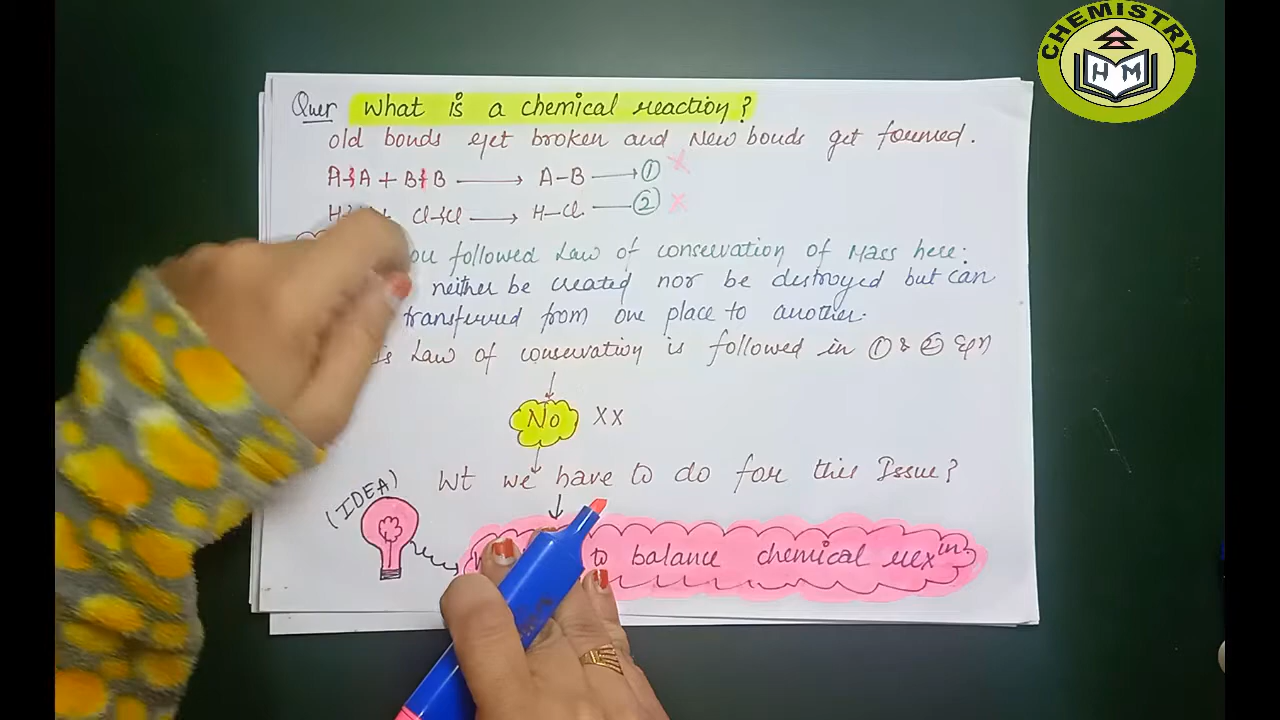 CHEMISTRY
HM
Ques What is a chemical reaction?
old bonds get broken and New bonds get formed.
A-A + B-B ⟶ A-B ⟶ ① ×
H- Cl-Cl ⟶ H-Cl ⟶ ② ×
you followed Law of conservation of Mass here:
neither be created nor be destroyed but can
transferred from one place to another.
is Law of conservation is followed in ① & ② eqn
No XX
Wt we have to do for this Issue?
(IDEA)
to balance chemical rexn.